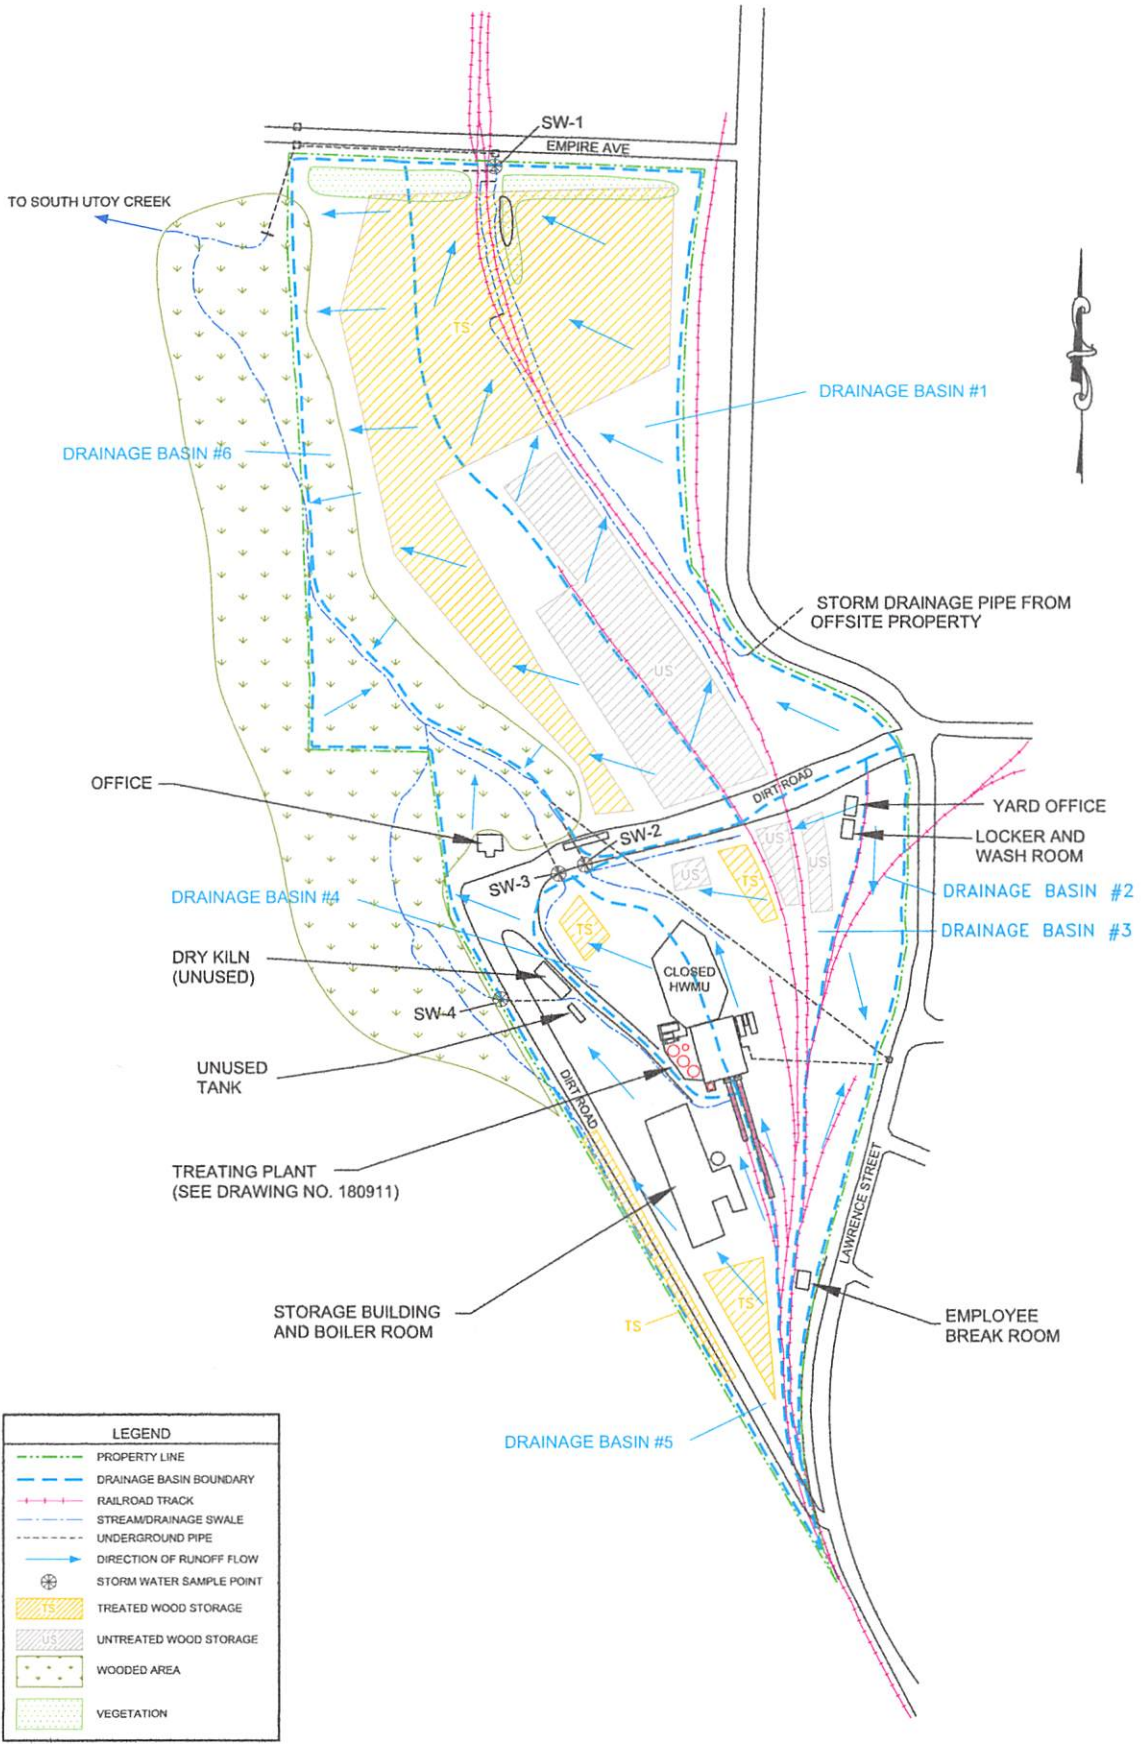 SW-1
EMPIRE AVE
TO SOUTH UTOY CREEK
TS
DRAINAGE BASIN #1
DRAINAGE BASIN #6
STORM DRAINAGE PIPE FROM
OFFSITE PROPERTY
US
OFFICE
DIRT ROAD
YARD OFFICE
LOCKER AND
WASH ROOM
SW-2
US
US
US
TS
SW-3
DRAINAGE BASIN #2
DRAINAGE BASIN #4
TS
DRAINAGE BASIN #3
DRY KILN
(UNUSED)
CLOSED
HWMU
SW-4
UNUSED
TANK
DIRT ROAD
TREATING PLANT
(SEE DRAWING NO. 180911)
LAWRENCE STREET
STORAGE BUILDING
AND BOILER ROOM
TS
TS
EMPLOYEE
BREAK ROOM
DRAINAGE BASIN #5
LEGEND
PROPERTY LINE
DRAINAGE BASIN BOUNDARY
RAILROAD TRACK
STREAM/DRAINAGE SWALE
UNDERGROUND PIPE
DIRECTION OF RUNOFF FLOW
STORM WATER SAMPLE POINT
TS TREATED WOOD STORAGE
US UNTREATED WOOD STORAGE
WOODED AREA
VEGETATION